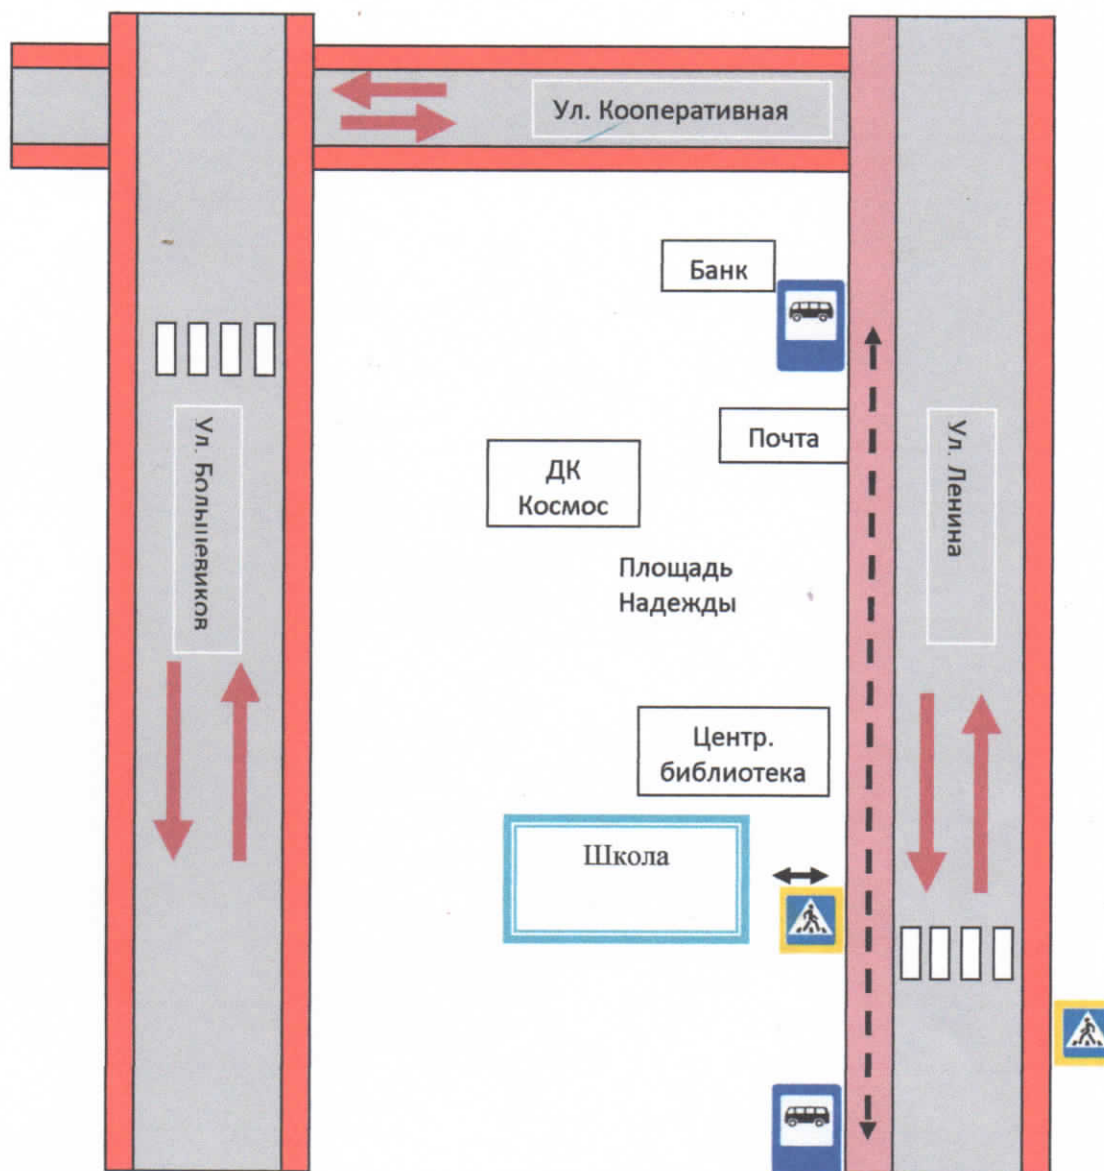 Ул. Кооперативная
Банк
Почта
Ул. Большевиков
Ул. Ленина
ДК
Космос
Площадь
Надежды
Центр.
библиотека
Школа